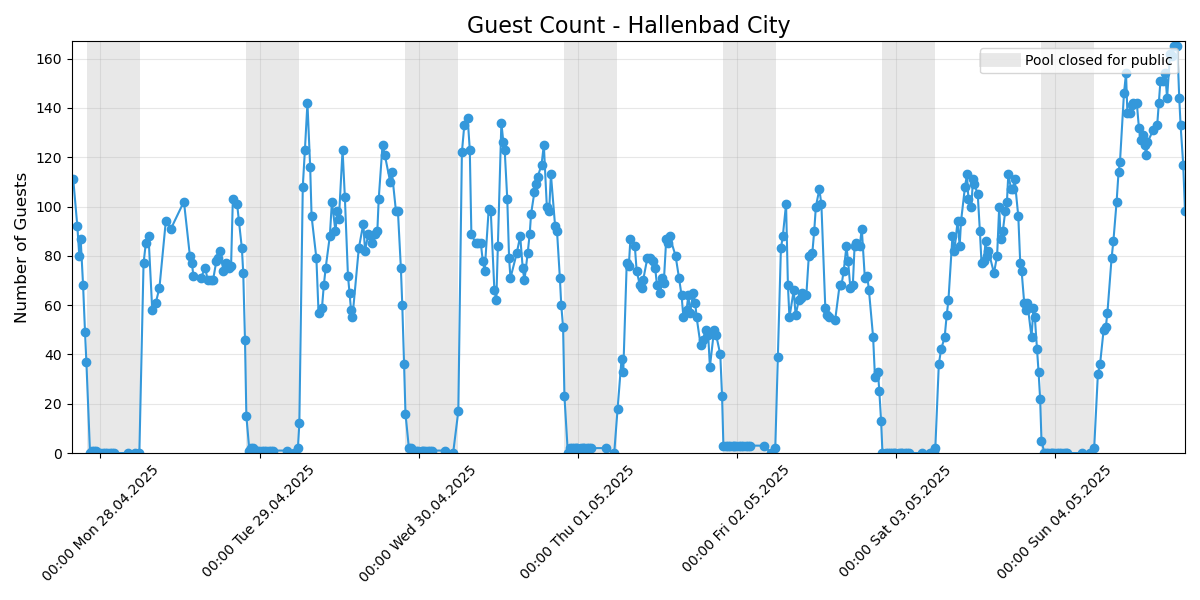 Guest Count - Hallenbad City
Pool closed for public
Number of Guests
160
140
120
100
80
60
40
20
0
00:00 Mon 28.04.2025
00:00 Tue 29.04.2025
00:00 Wed 30.04.2025
00:00 Thu 01.05.2025
00:00 Fri 02.05.2025
00:00 Sat 03.05.2025
00:00 Sun 04.05.2025